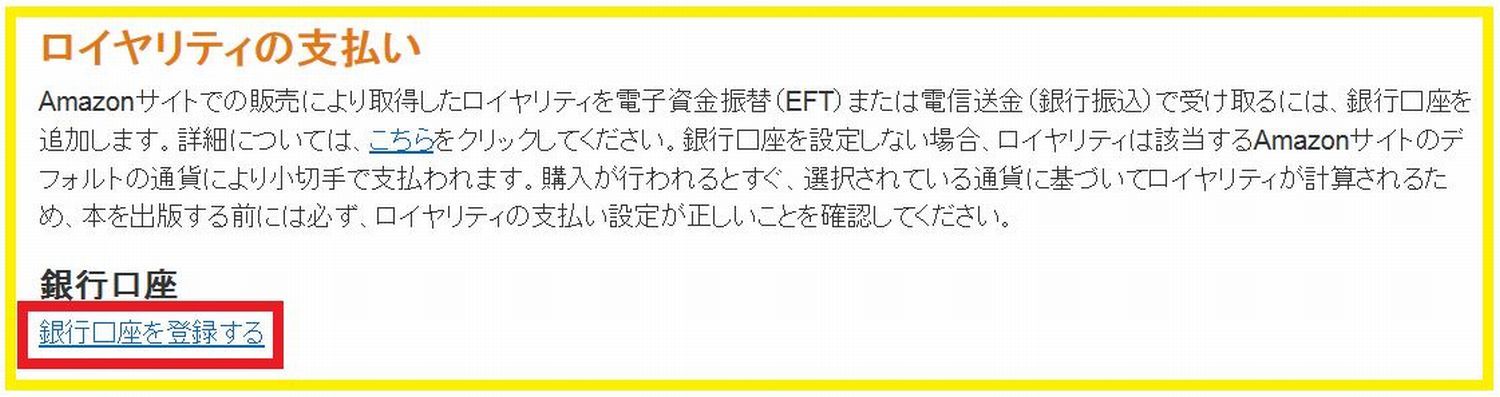 ロイヤリティの支払い
Amazonサイトでの販売により取得したロイヤリティを電子資金振替（EFT）または電信送金（銀行振込）で受け取るには、銀行口座を
追加します。詳細については、こちらをクリックしてください。銀行口座を設定しない場合、ロイヤリティは該当するAmazonサイトのデ
フォルトの通貨により小切手で支払われます。購入が行われるとすぐ、選択されている通貨に基づいてロイヤリティが計算されるた
め、本を出版する前には必ず、ロイヤリティの支払い設定が正しいことを確認してください。
銀行口座
銀行口座を登録する